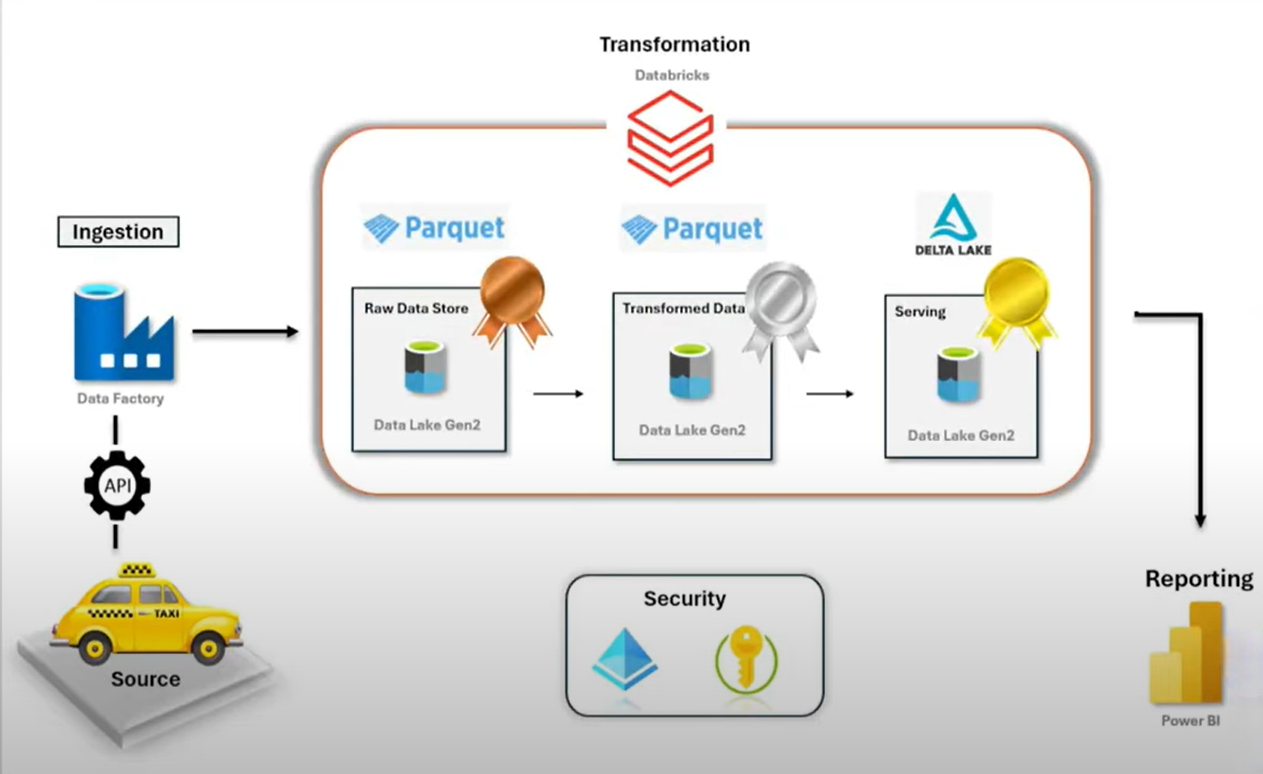 Transformation
Databricks
Ingestion
Data Factory
API
TAXI
Source
Parquet
Raw Data Store
Data Lake Gen2
Parquet
Transformed Data
Data Lake Gen2
DELTA LAKE
Serving
Data Lake Gen2
Security
Reporting
Power BI